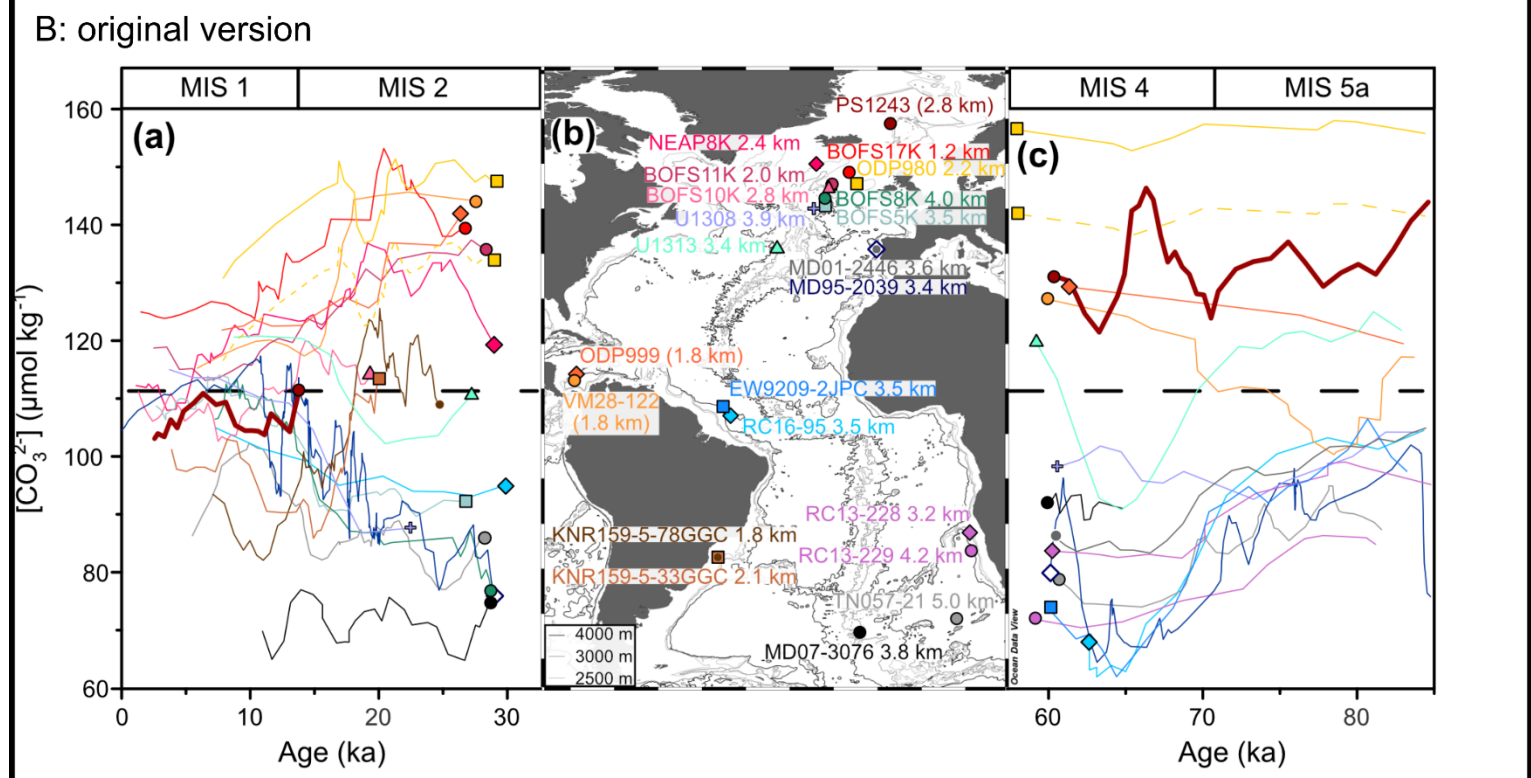 B: original version
MIS 1
MIS 2
MIS 4
MIS 5a
(a)
(b)
(c)
[CO₃²⁻] (µmol kg⁻¹)
160
140
120
100
80
60
0
10
20
30
Age (ka)
PS1243 (2.8 km)
NEAP8K 2.4 km
BOFS17K 1.2 km
ODP980 2.2 km
BOFS11K 2.0 km
BOFS10K 2.8 km
BOFS8K 4.0 km
U1308 3.9 km
BOFS5K 3.5 km
U1313 3.4 km
MD01-2446 3.6 km
MD95-2039 3.4 km
ODP999 (1.8 km)
VM28-122
(1.8 km)
EW9209-2JPC 3.5 km
RC16-95 3.5 km
RC13-228 3.2 km
KNR159-5-78GGC 1.8 km
RC13-229 4.2 km
KNR159-5-33GGC 2.1 km
TN057-21 5.0 km
MD07-3076 3.8 km
4000 m
3000 m
2500 m
Ocean Data View
60
70
80
Age (ka)